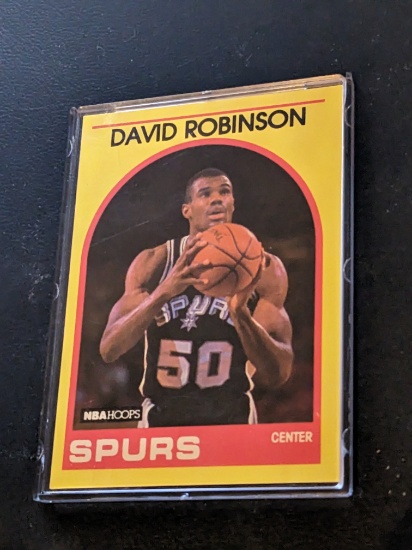 DAVID ROBINSON
SPURS
50
NBA HOOPS
SPURS
CENTER